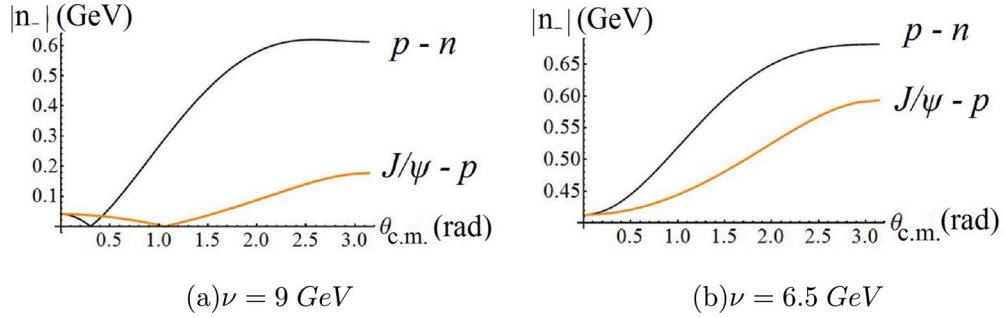 |n₋| (GeV)
0.6
0.5
0.4
0.3
0.2
0.1
0.5 1.0 1.5 2.0 2.5 3.0
θc.m. (rad)
p - n
J/ψ - p
(a)ν = 9 GeV
|n₋| (GeV)
0.65
0.60
0.55
0.50
0.45
0.5 1.0 1.5 2.0 2.5 3.0
θc.m. (rad)
p - n
J/ψ - p
(b)ν = 6.5 GeV